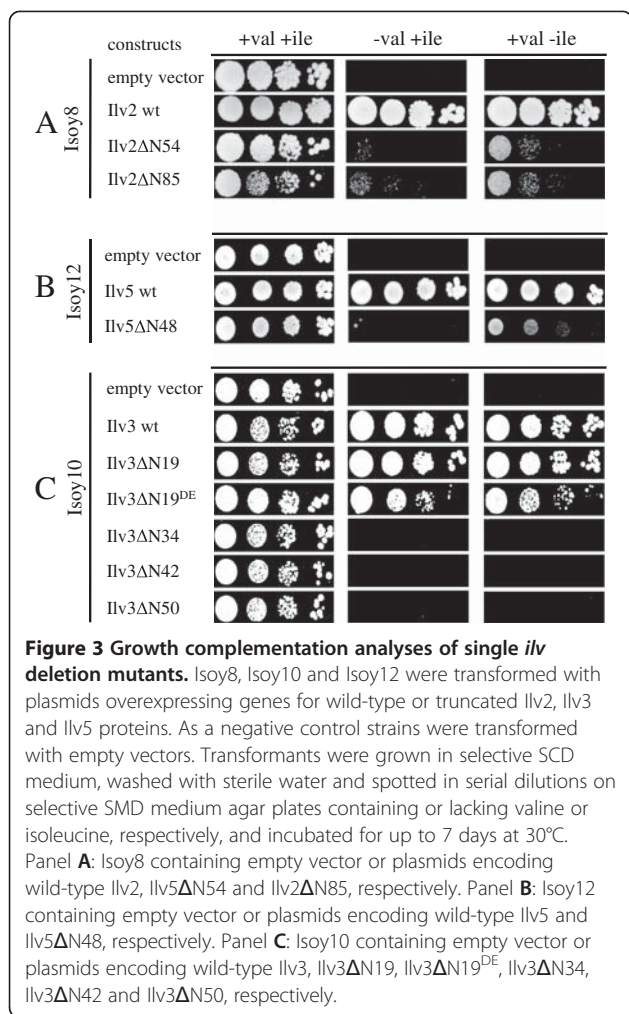 constructs +val +ile -val +ile +val -ile
A
Isoy8
empty vector
Ilv2 wt
Ilv2ΔN54
Ilv2ΔN85
B
Isoy12
empty vector
Ilv5 wt
Ilv5ΔN48
C
Isoy10
empty vector
Ilv3 wt
Ilv3ΔN19
Ilv3ΔN19ᴰᴱ
Ilv3ΔN34
Ilv3ΔN42
Ilv3ΔN50
Figure 3 Growth complementation analyses of single ilv
deletion mutants. Isoy8, Isoy10 and Isoy12 were transformed with
plasmids overexpressing genes for wild-type or truncated Ilv2, Ilv3
and Ilv5 proteins. As a negative control strains were transformed
with empty vectors. Transformants were grown in selective SCD
medium, washed with sterile water and spotted in serial dilutions on
selective SMD medium agar plates containing or lacking valine or
isoleucine, respectively, and incubated for up to 7 days at 30°C.
Panel A: Isoy8 containing empty vector or plasmids encoding
wild-type Ilv2, Ilv5ΔN54 and Ilv2ΔN85, respectively. Panel B: Isoy12
containing empty vector or plasmids encoding wild-type Ilv5 and
Ilv5ΔN48, respectively. Panel C: Isoy10 containing empty vector or
plasmids encoding wild-type Ilv3, Ilv3ΔN19, Ilv3ΔN19ᴰᴱ, Ilv3ΔN34,
Ilv3ΔN42 and Ilv3ΔN50, respectively.